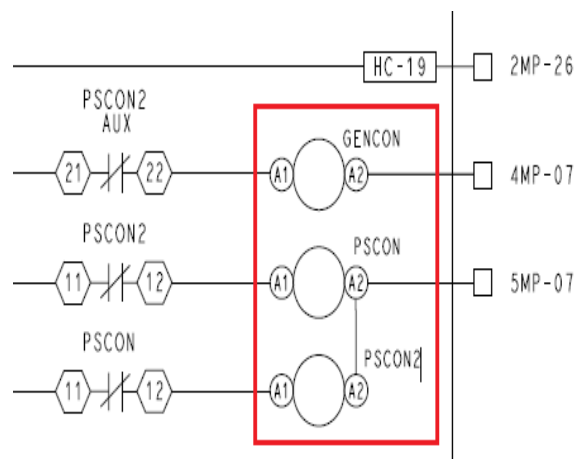 HC-19 2MP-26
PSCON2
AUX
GENCON
21 22 A1 A2 4MP-07
PSCON2 PSCON
11 12 A1 A2 5MP-07
PSCON PSCON2
11 12 A1 A2